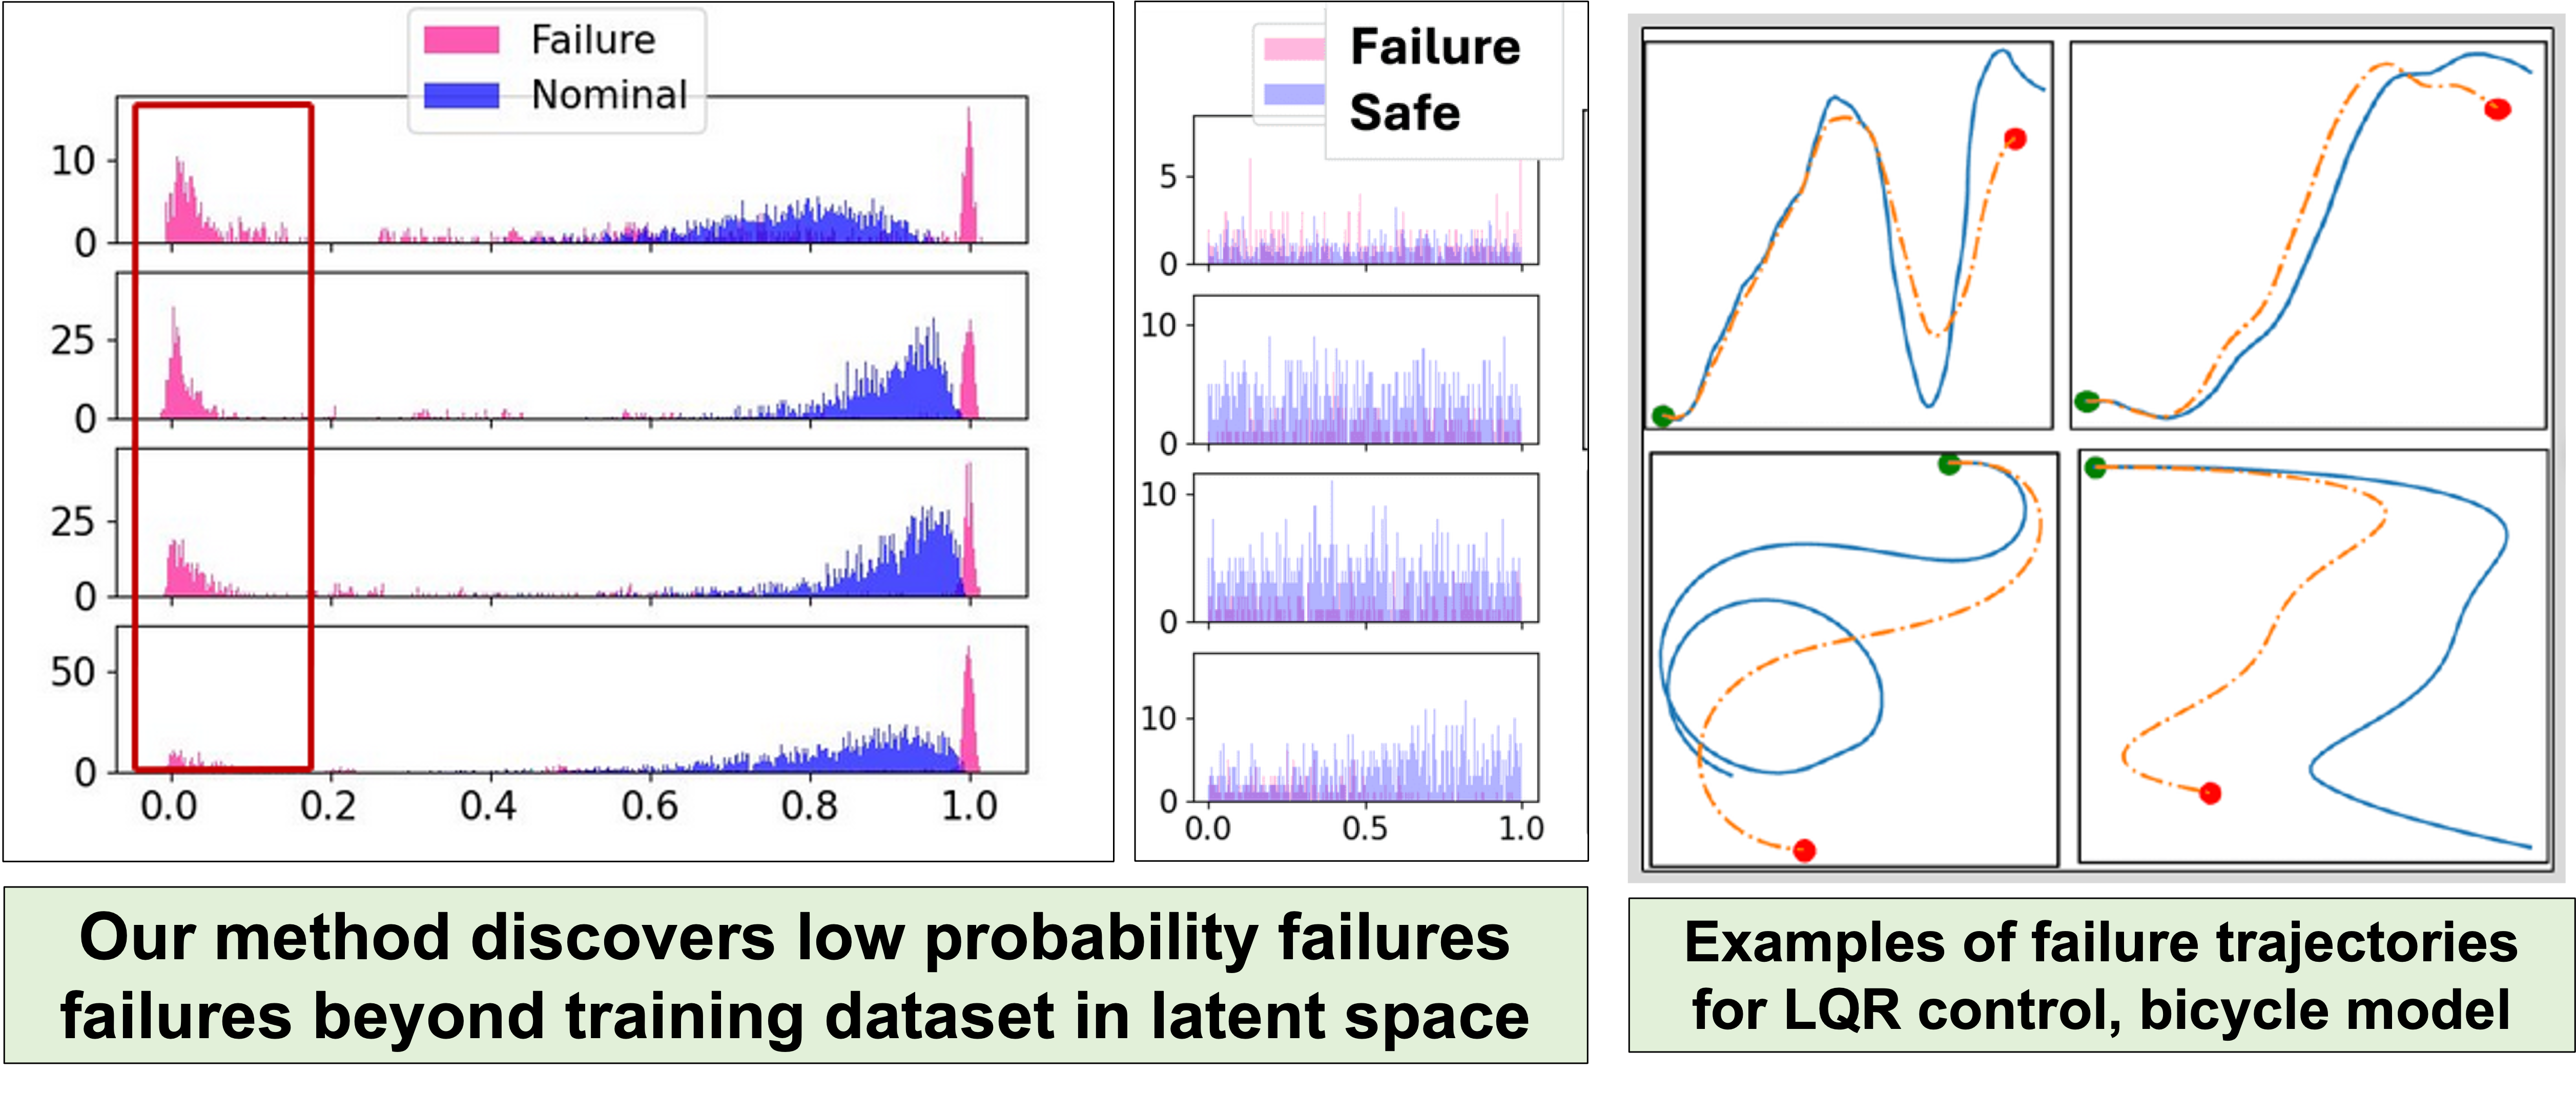 Failure
Nominal
10
0
25
0
25
0
50
0
0.0 0.2 0.4 0.6 0.8 1.0
Failure
Safe
5
0
10
0
10
0
10
0
0.0 0.5 1.0
Our method discovers low probability failures
failures beyond training dataset in latent space
Examples of failure trajectories
for LQR control, bicycle model